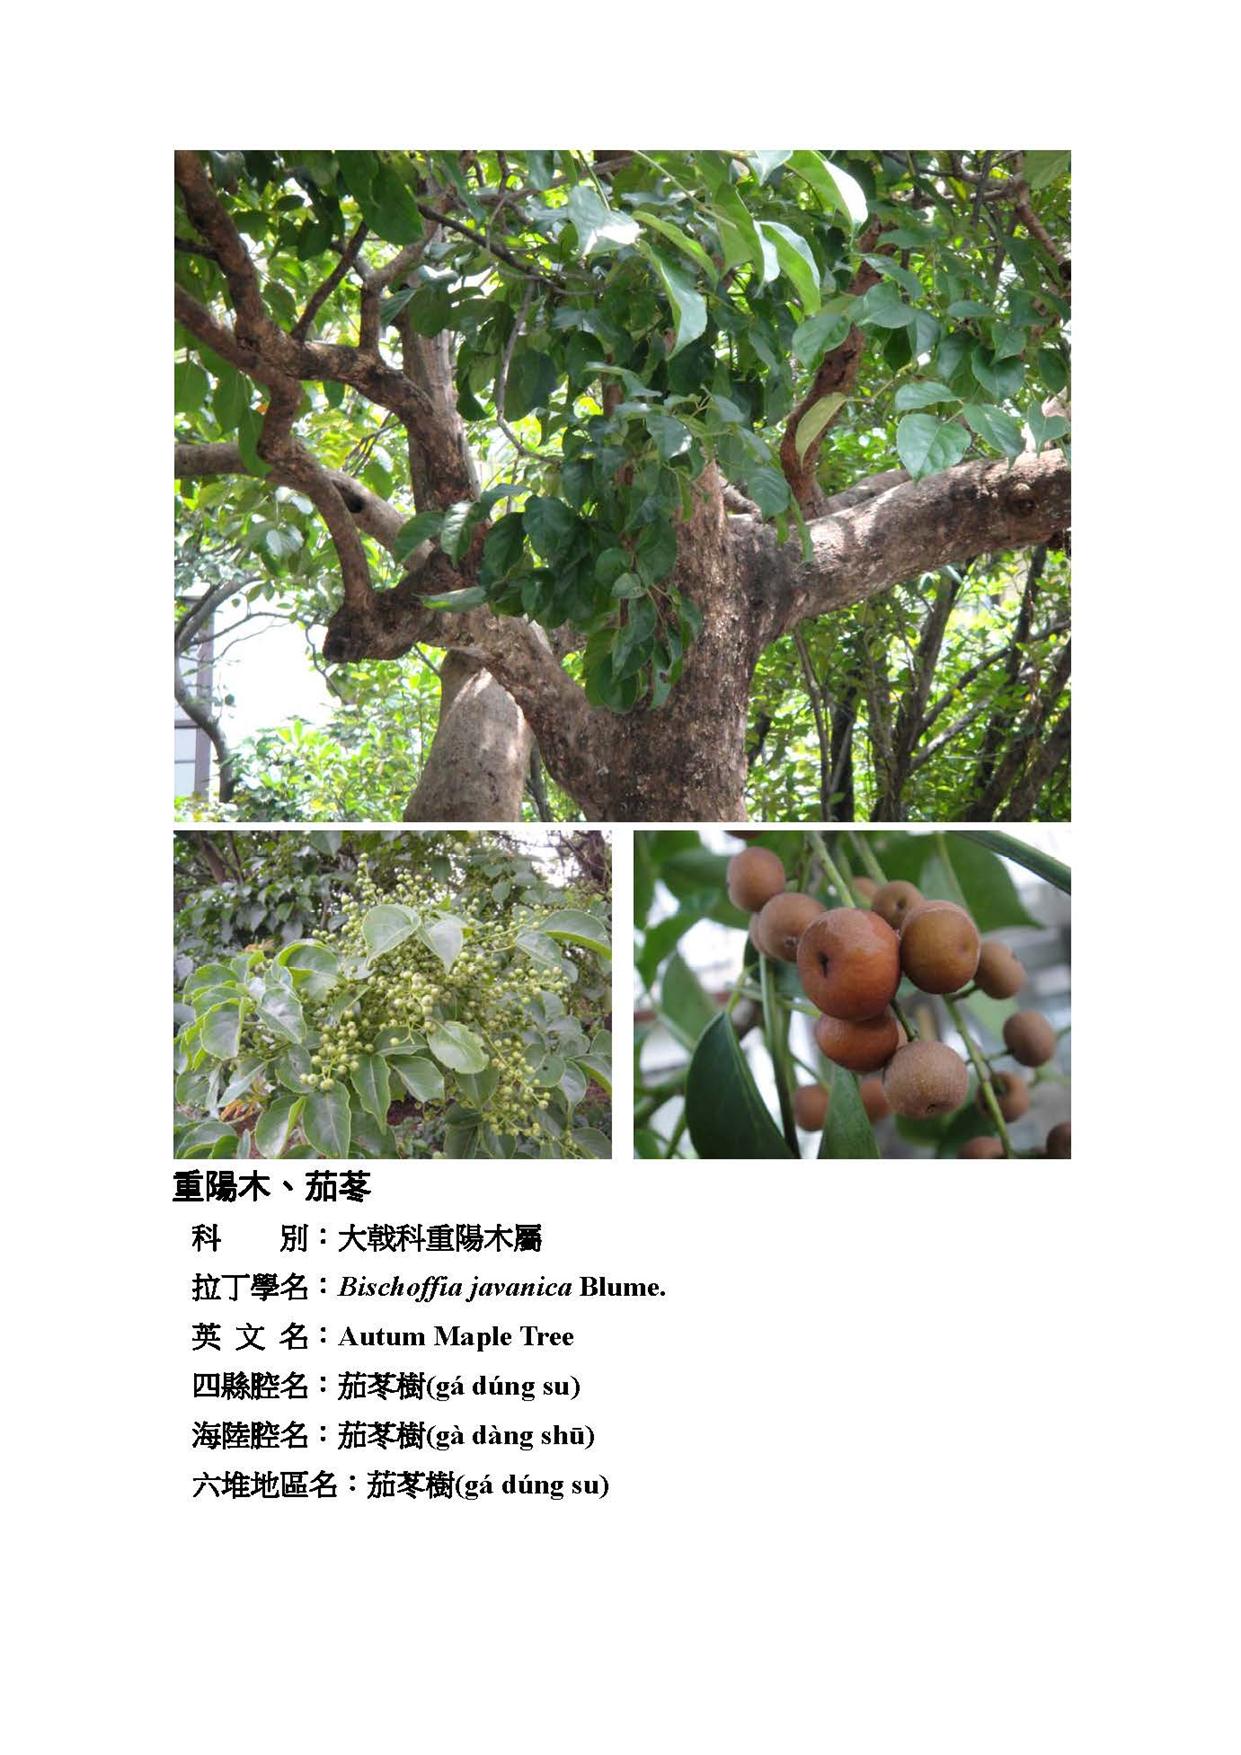 重陽木、茄苳
科　　別：大戟科重陽木屬
拉丁學名：Bischoffia javanica Blume.
英 文 名：Autum Maple Tree
四縣腔名：茄苳樹(gá dúng su)
海陸腔名：茄苳樹(gà dàng shū)
六堆地區名：茄苳樹(gá dúng su)